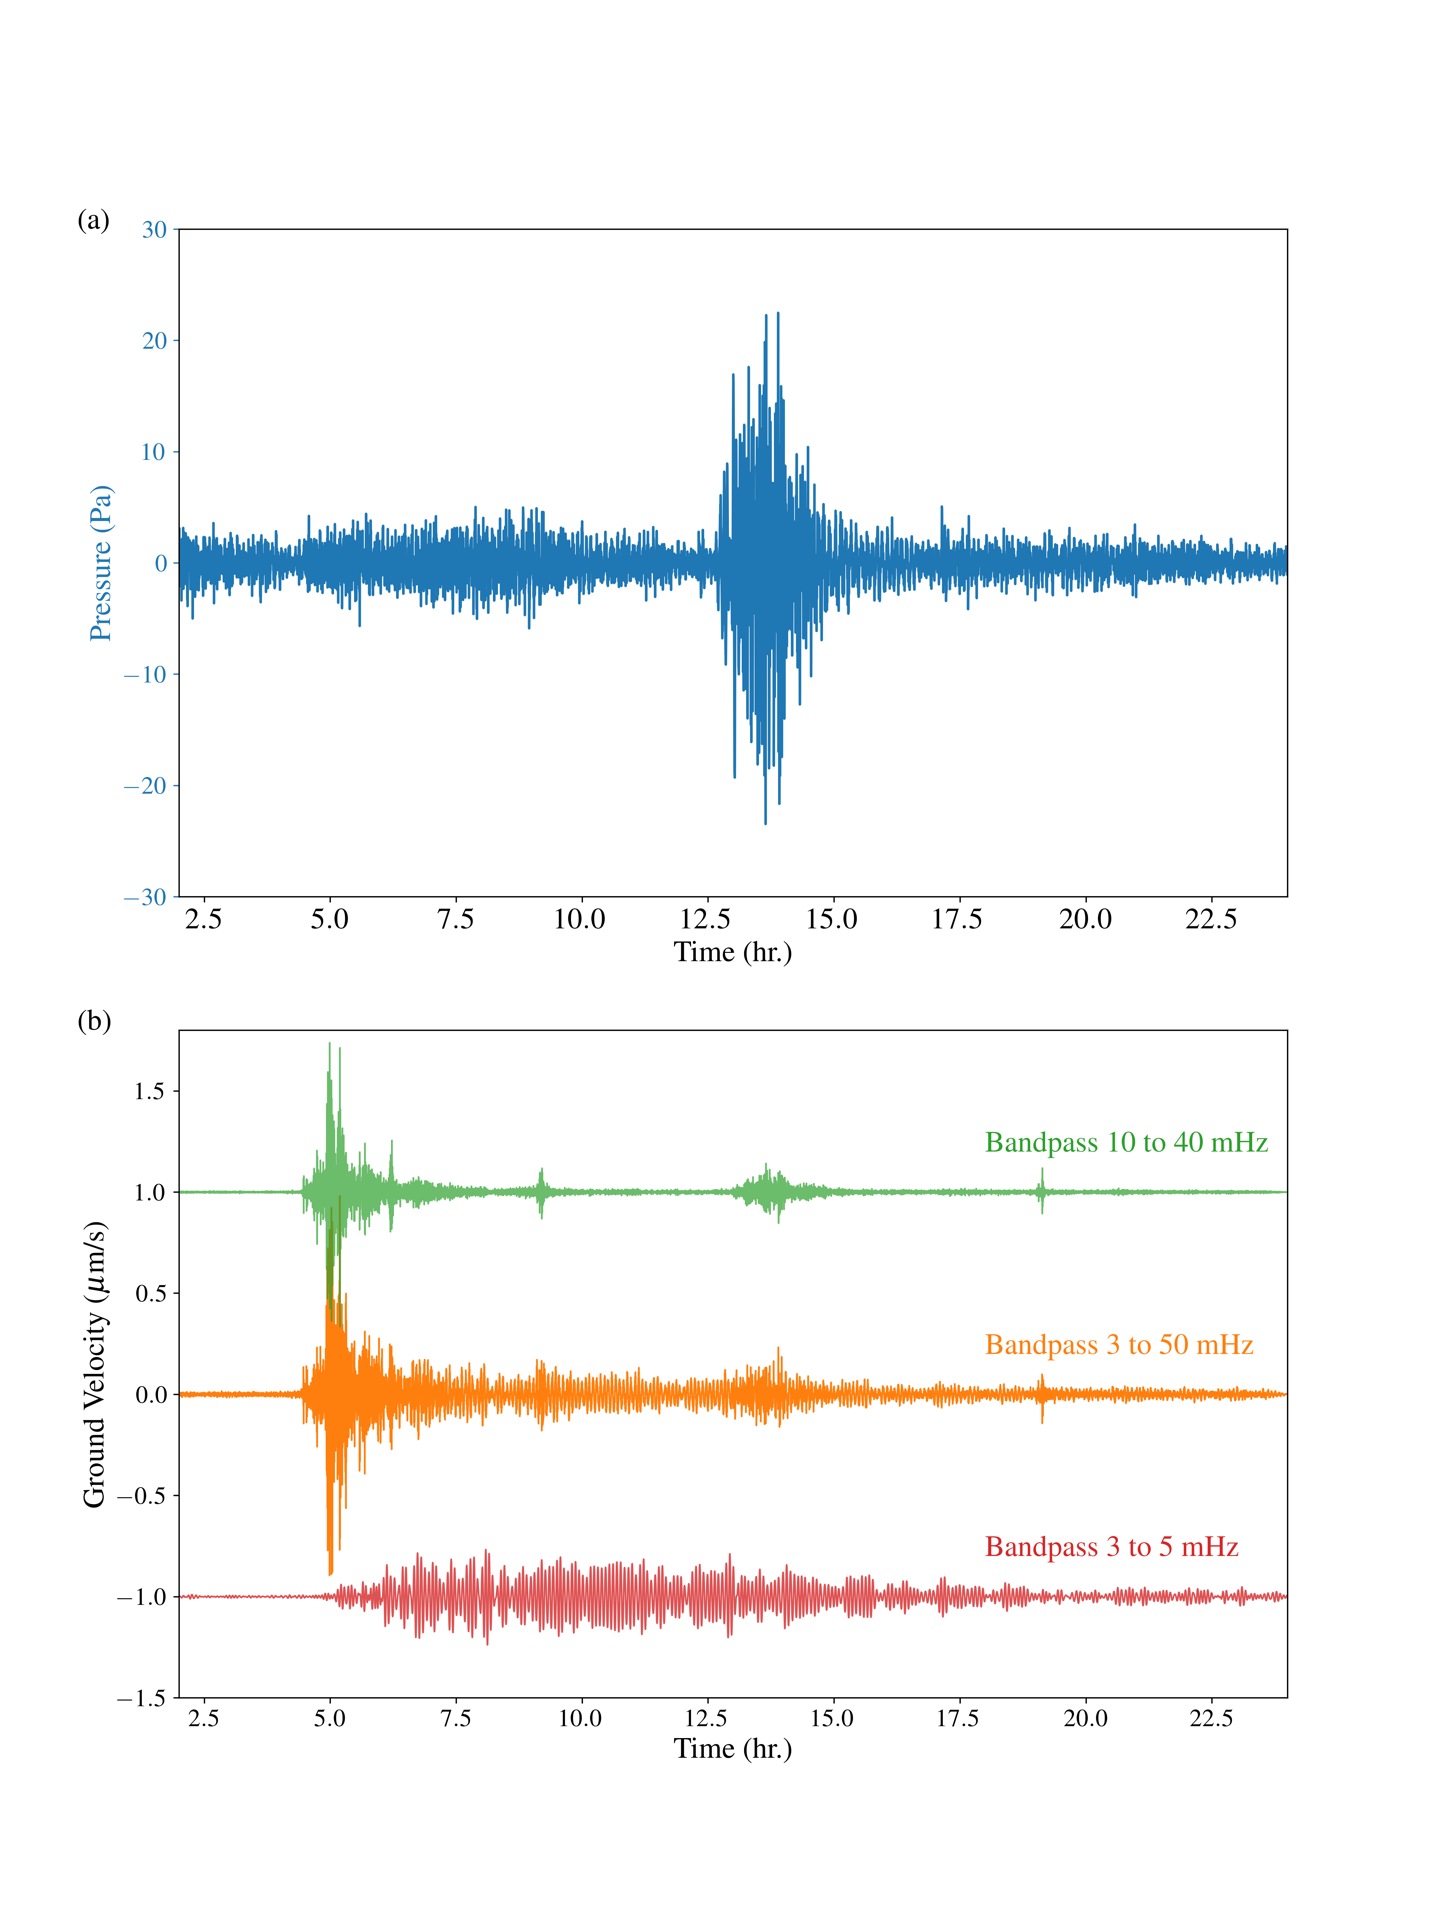 (a)
30
20
10
0
−10
−20
−30
Pressure (Pa)
2.5 5.0 7.5 10.0 12.5 15.0 17.5 20.0 22.5
Time (hr.)
(b)
1.5
1.0
0.5
0.0
−0.5
−1.0
−1.5
Ground Velocity (μm/s)
Bandpass 10 to 40 mHz
Bandpass 3 to 50 mHz
Bandpass 3 to 5 mHz
2.5 5.0 7.5 10.0 12.5 15.0 17.5 20.0 22.5
Time (hr.)